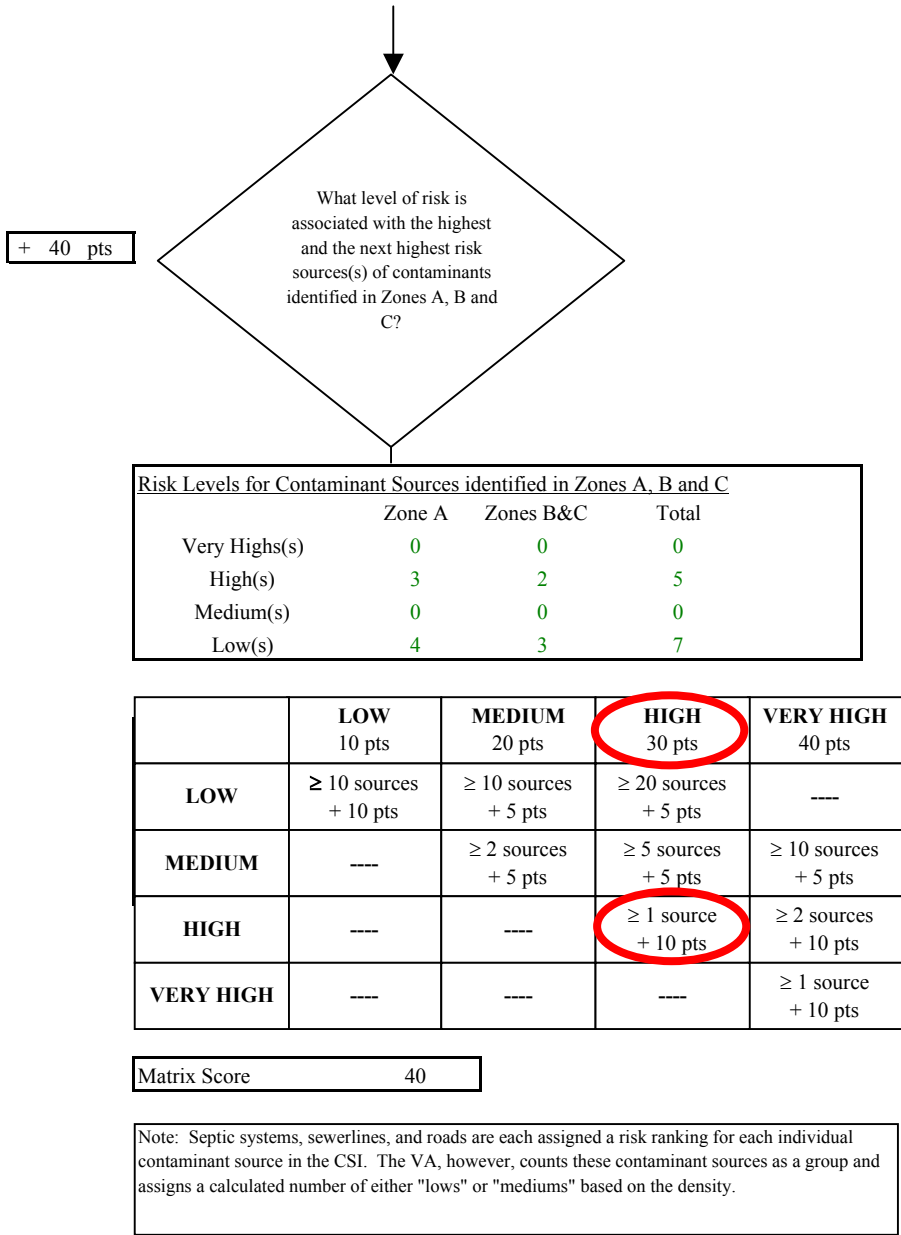 What level of risk is
associated with the highest
and the next highest risk
sources(s) of contaminants
identified in Zones A, B and
C?
+ 40 pts
Risk Levels for Contaminant Sources identified in Zones A, B and C
Zone A Zones B&C Total
Very Highs(s) 0 0 0
High(s) 3 2 5
Medium(s) 0 0 0
Low(s) 4 3 7
LOW MEDIUM HIGH VERY HIGH
10 pts 20 pts 30 pts 40 pts
LOW ≥ 10 sources + 10 pts ≥ 10 sources + 5 pts ≥ 20 sources + 5 pts ----
MEDIUM ---- ≥ 2 sources + 5 pts ≥ 5 sources + 5 pts ≥ 10 sources + 5 pts
HIGH ---- ---- ≥ 1 source + 10 pts ≥ 2 sources + 10 pts
VERY HIGH ---- ---- ---- ≥ 1 source + 10 pts
Matrix Score 40
Note: Septic systems, sewerlines, and roads are each assigned a risk ranking for each individual
contaminant source in the CSI. The VA, however, counts these contaminant sources as a group and
assigns a calculated number of either "lows" or "mediums" based on the density.